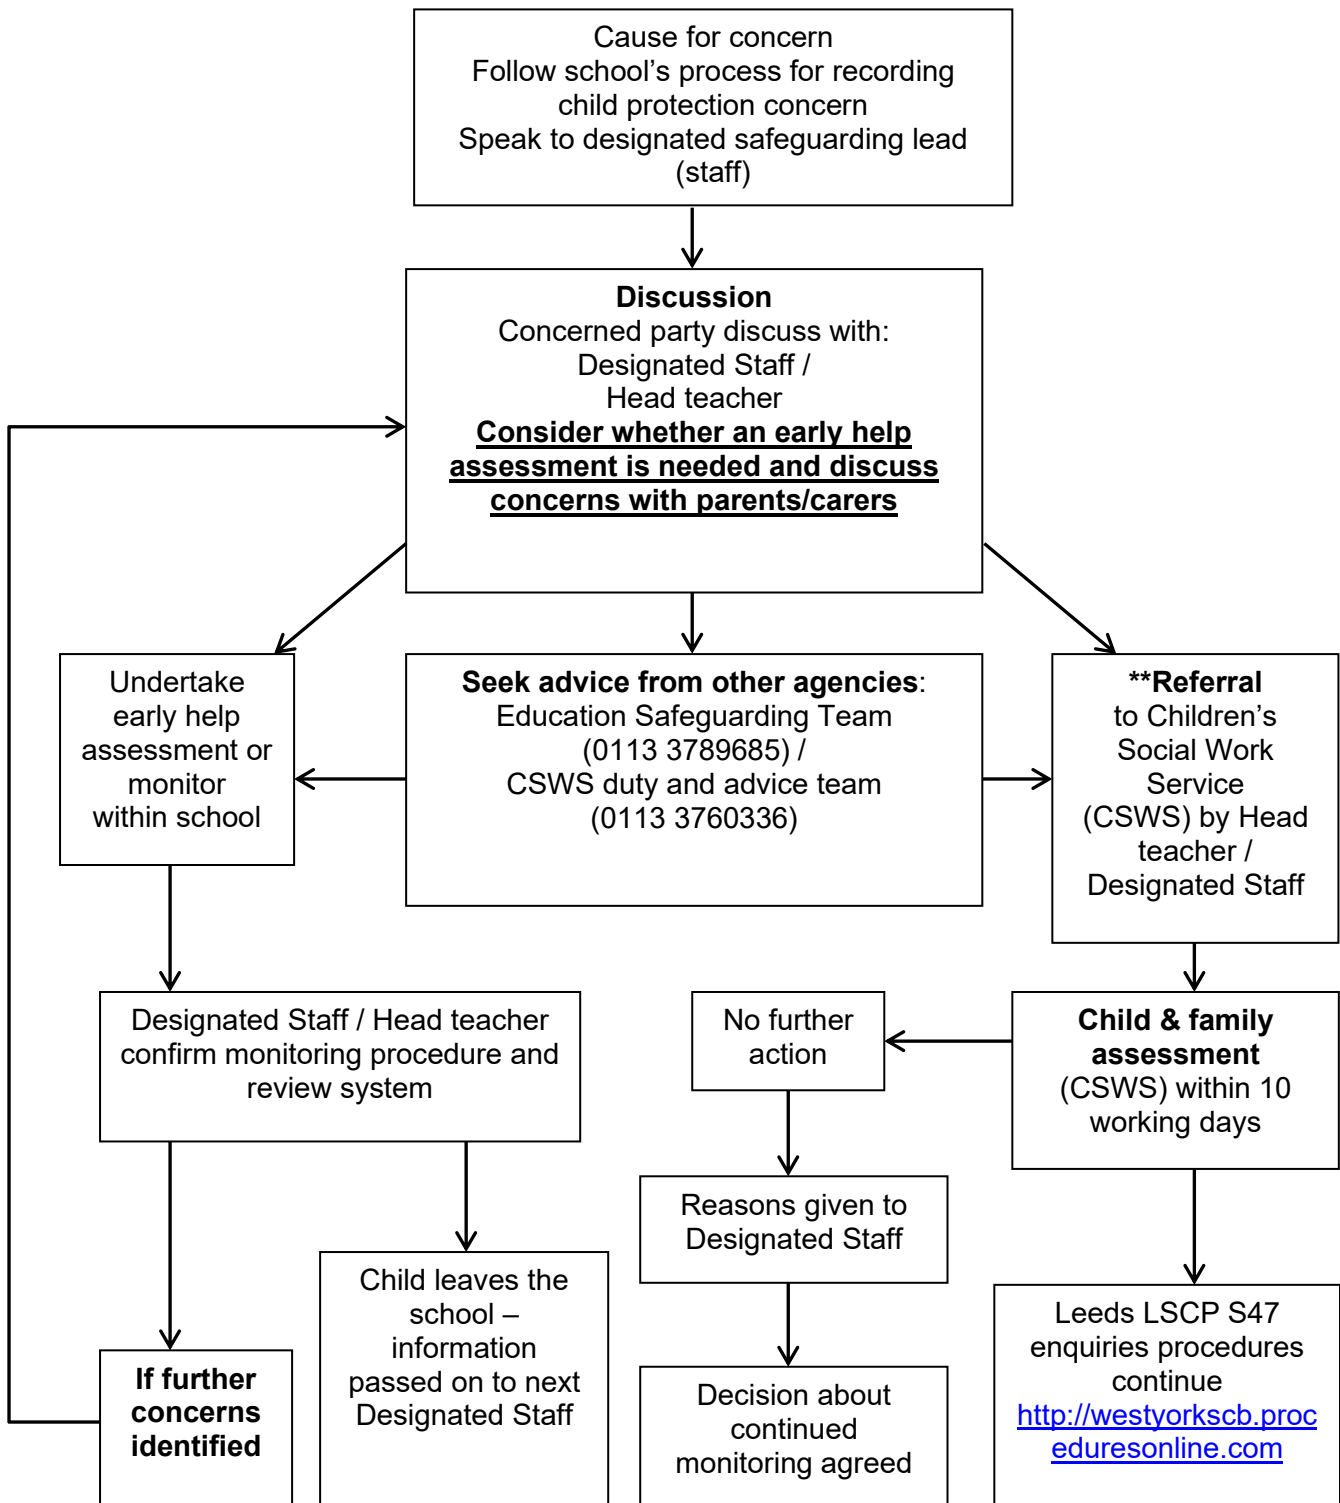 Cause for concern
Follow school’s process for recording
child protection concern
Speak to designated safeguarding lead
(staff)
Discussion
Concerned party discuss with:
Designated Staff /
Head teacher
Consider whether an early help
assessment is needed and discuss
concerns with parents/carers
Undertake
early help
assessment or
monitor
within school
Seek advice from other agencies:
Education Safeguarding Team
(0113 3789685) /
CSWS duty and advice team
(0113 3760336)
**Referral
to Children’s
Social Work
Service
(CSWS) by Head
teacher /
Designated Staff
Designated Staff / Head teacher
confirm monitoring procedure and
review system
No further
action
Child & family
assessment
(CSWS) within 10
working days
Reasons given to
Designated Staff
Child leaves the
school –
information
passed on to next
Designated Staff
If further
concerns
identified
Decision about
continued
monitoring agreed
Leeds LSCP S47
enquiries procedures
continue
http://westyorkscb.proc
eduresonline.com